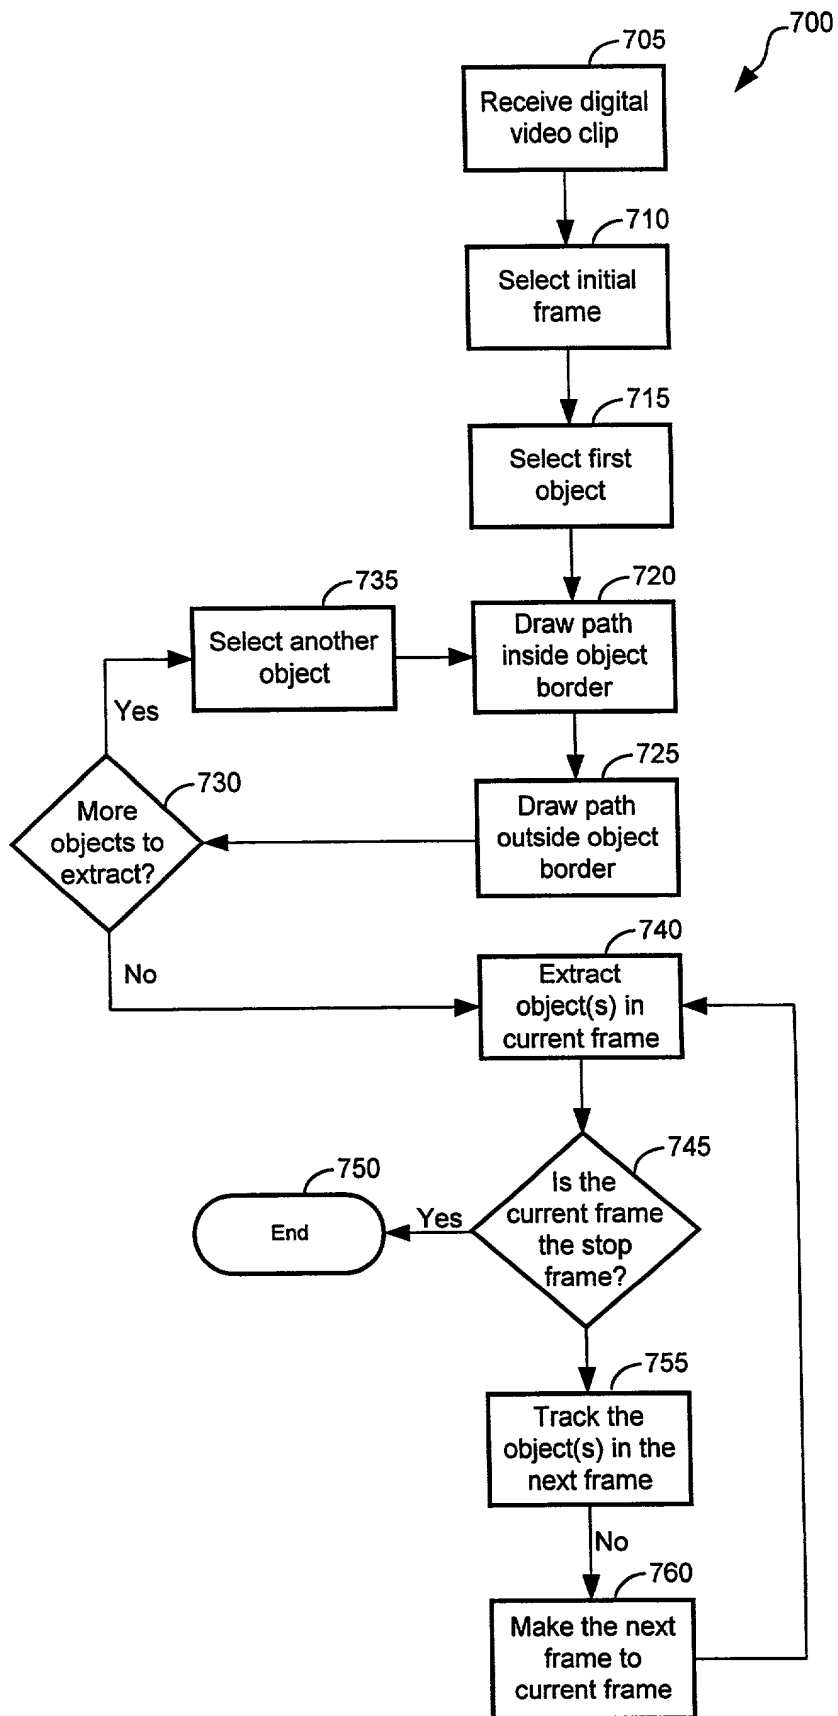 700
705
Receive digital
video clip
710
Select initial
frame
715
Select first
object
735
Select another
object
720
Draw path
inside object
border
Yes
725
Draw path
outside object
border
730
More
objects to
extract?
No
740
Extract
object(s) in
current frame
745
Is the
current frame
the stop
frame?
Yes
750
End
755
Track the
object(s) in the
next frame
No
760
Make the next
frame to
current frame